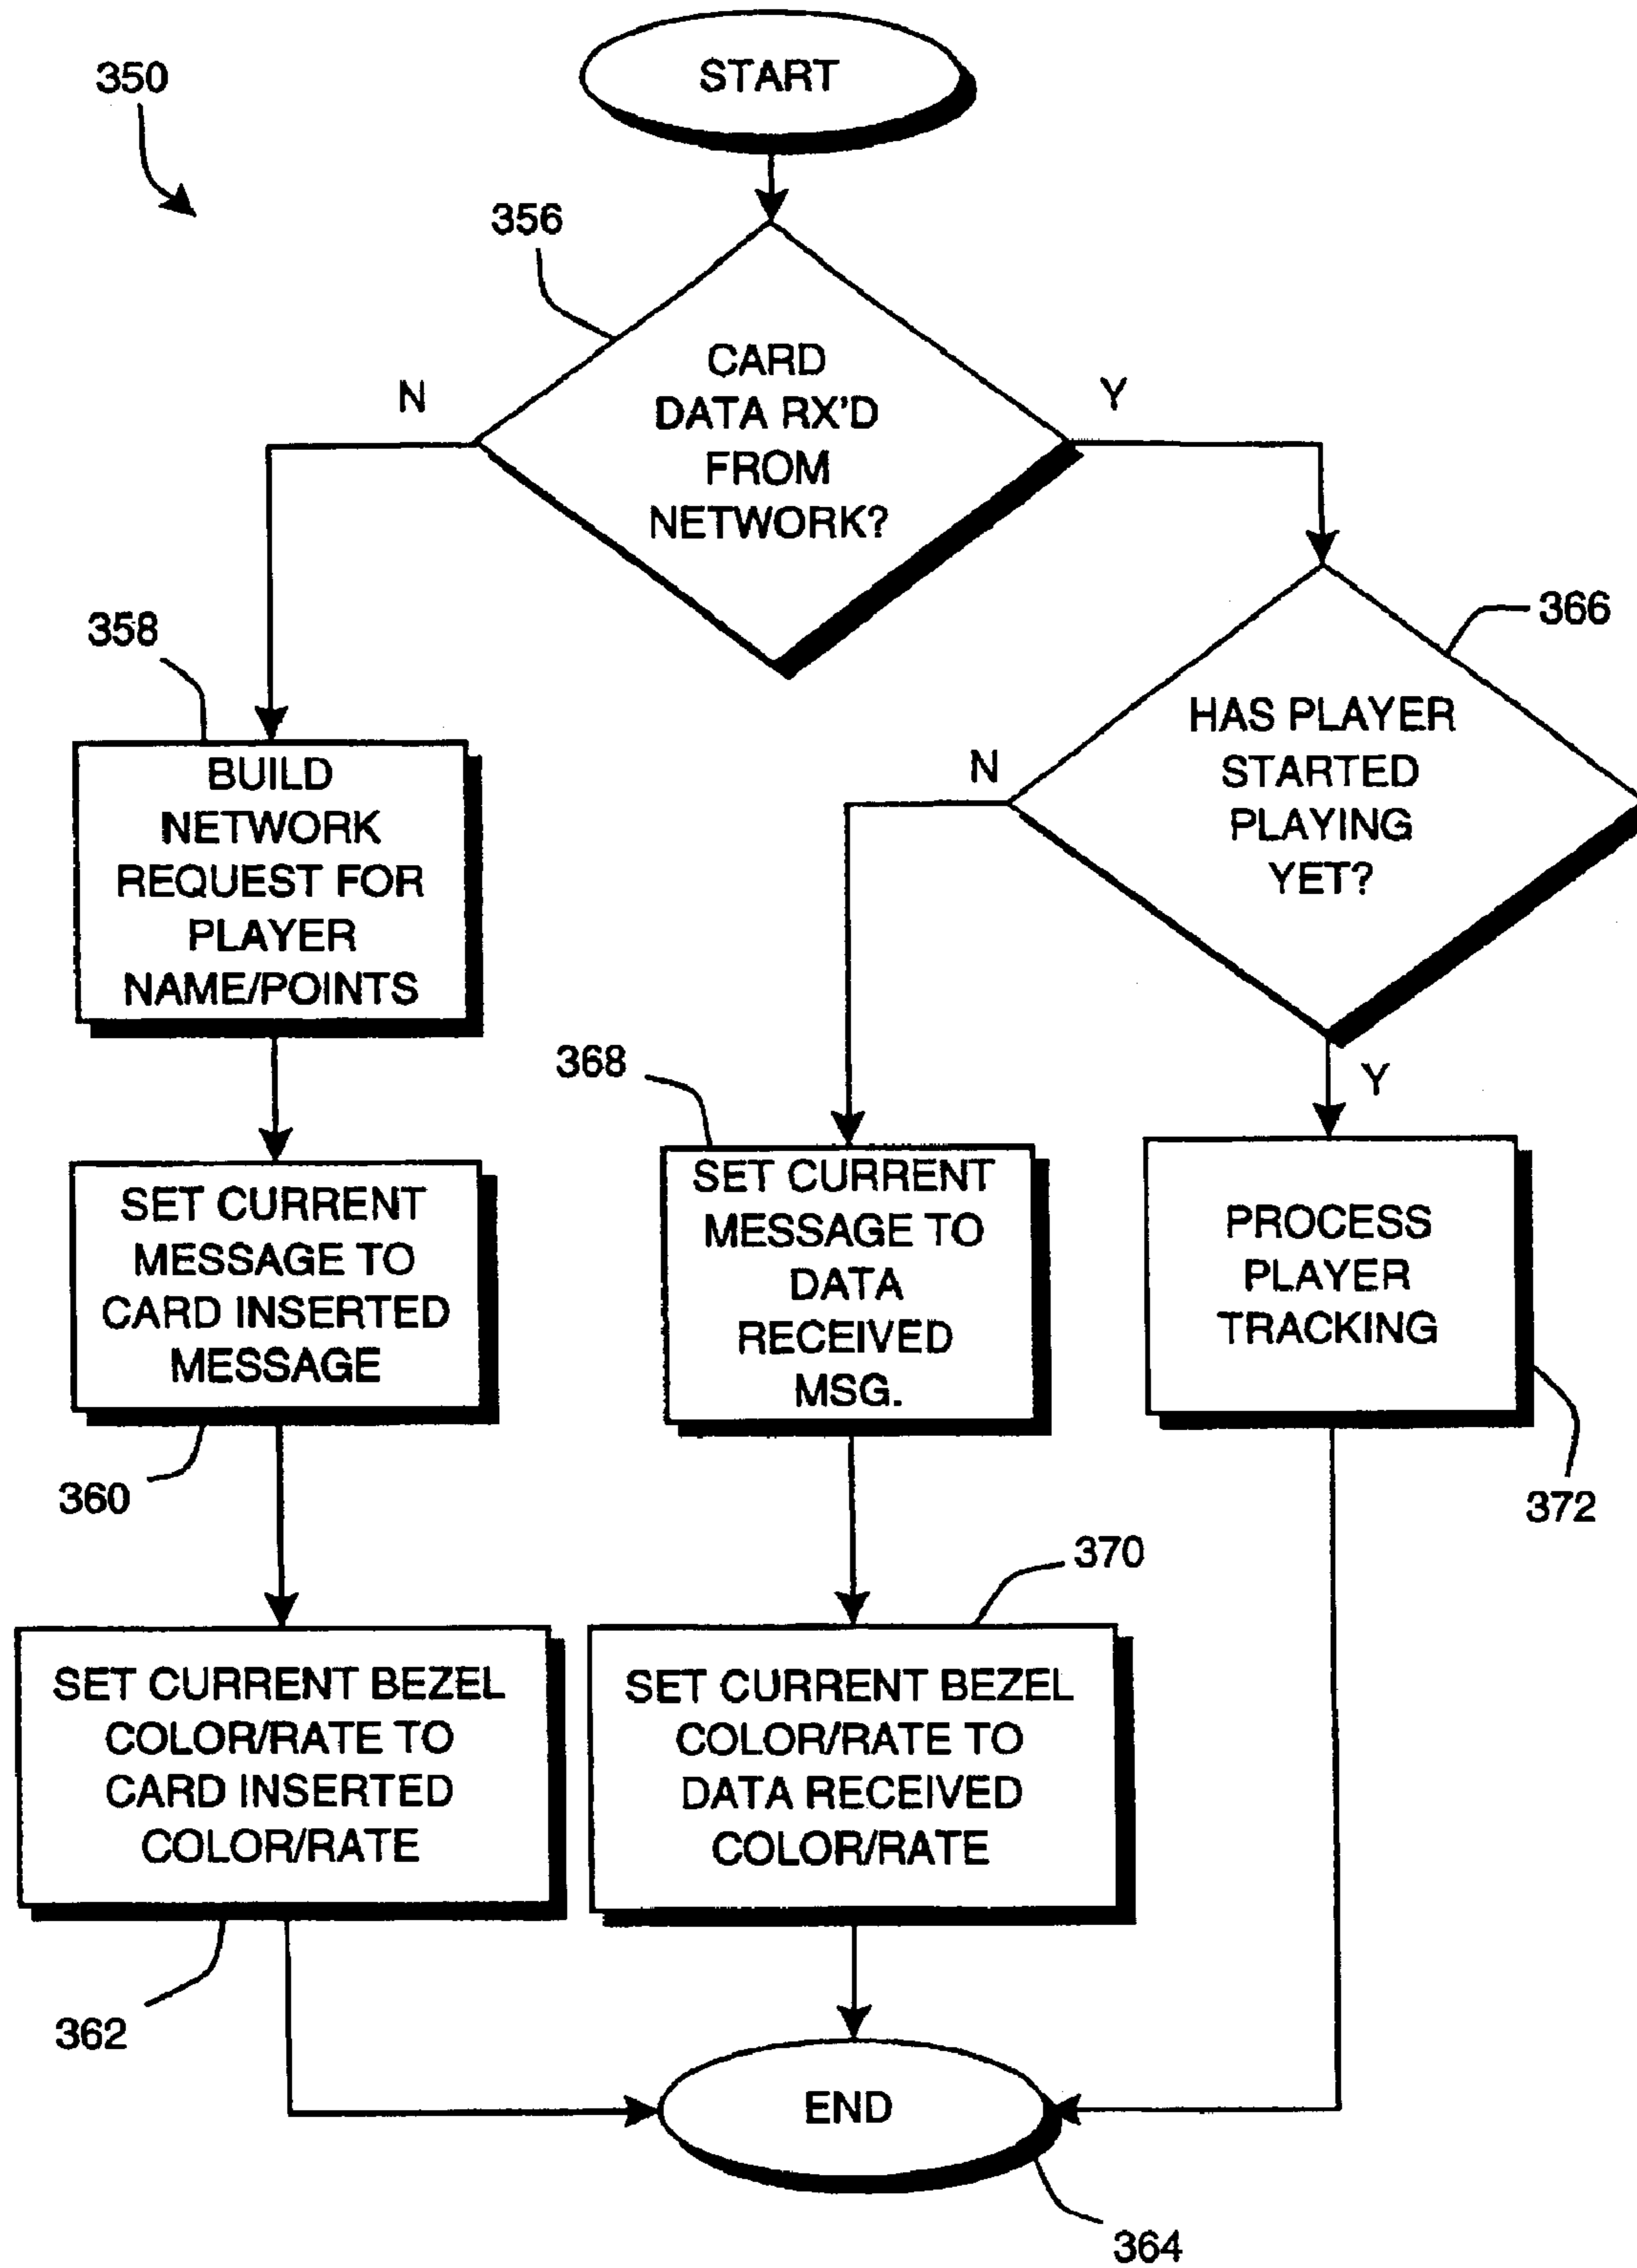 350
START
356
N
CARD
DATA RX'D
FROM
NETWORK?
Y
358
BUILD
NETWORK
REQUEST FOR
PLAYER
NAME/POINTS
366
HAS PLAYER
STARTED
PLAYING
YET?
N
Y
368
SET CURRENT
MESSAGE TO
CARD INSERTED
MESSAGE
360
SET CURRENT
MESSAGE TO
DATA
RECEIVED
MSG.
PROCESS
PLAYER
TRACKING
372
370
SET CURRENT BEZEL
COLOR/RATE TO
CARD INSERTED
COLOR/RATE
362
SET CURRENT BEZEL
COLOR/RATE TO
DATA RECEIVED
COLOR/RATE
END
364